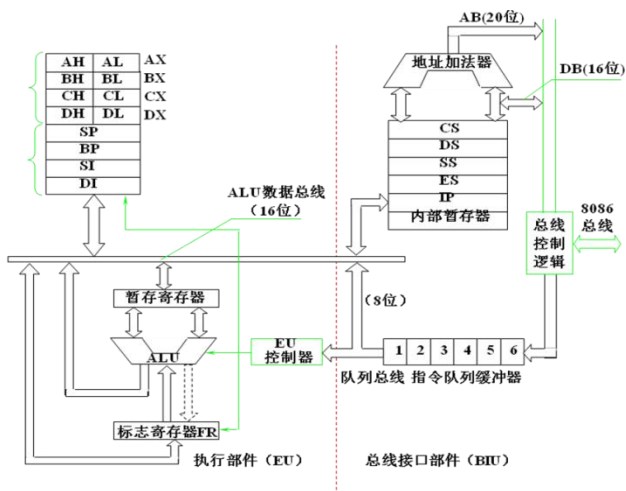 AB(20位)
地址加法器
DB(16位)
AH AL AX
BH BL BX
CH CL CX
DH DL DX
SP
BP
SI
DI
CS
DS
SS
ES
IP
内部暂存器
ALU数据总线
（16位）
8086
总线
总线
控制
逻辑
暂存寄存器
（8位）
ALU
EU
控制器
1 2 3 4 5 6
队列总线 指令队列缓冲器
标志寄存器FR
执行部件（EU）
总线接口部件（BIU）